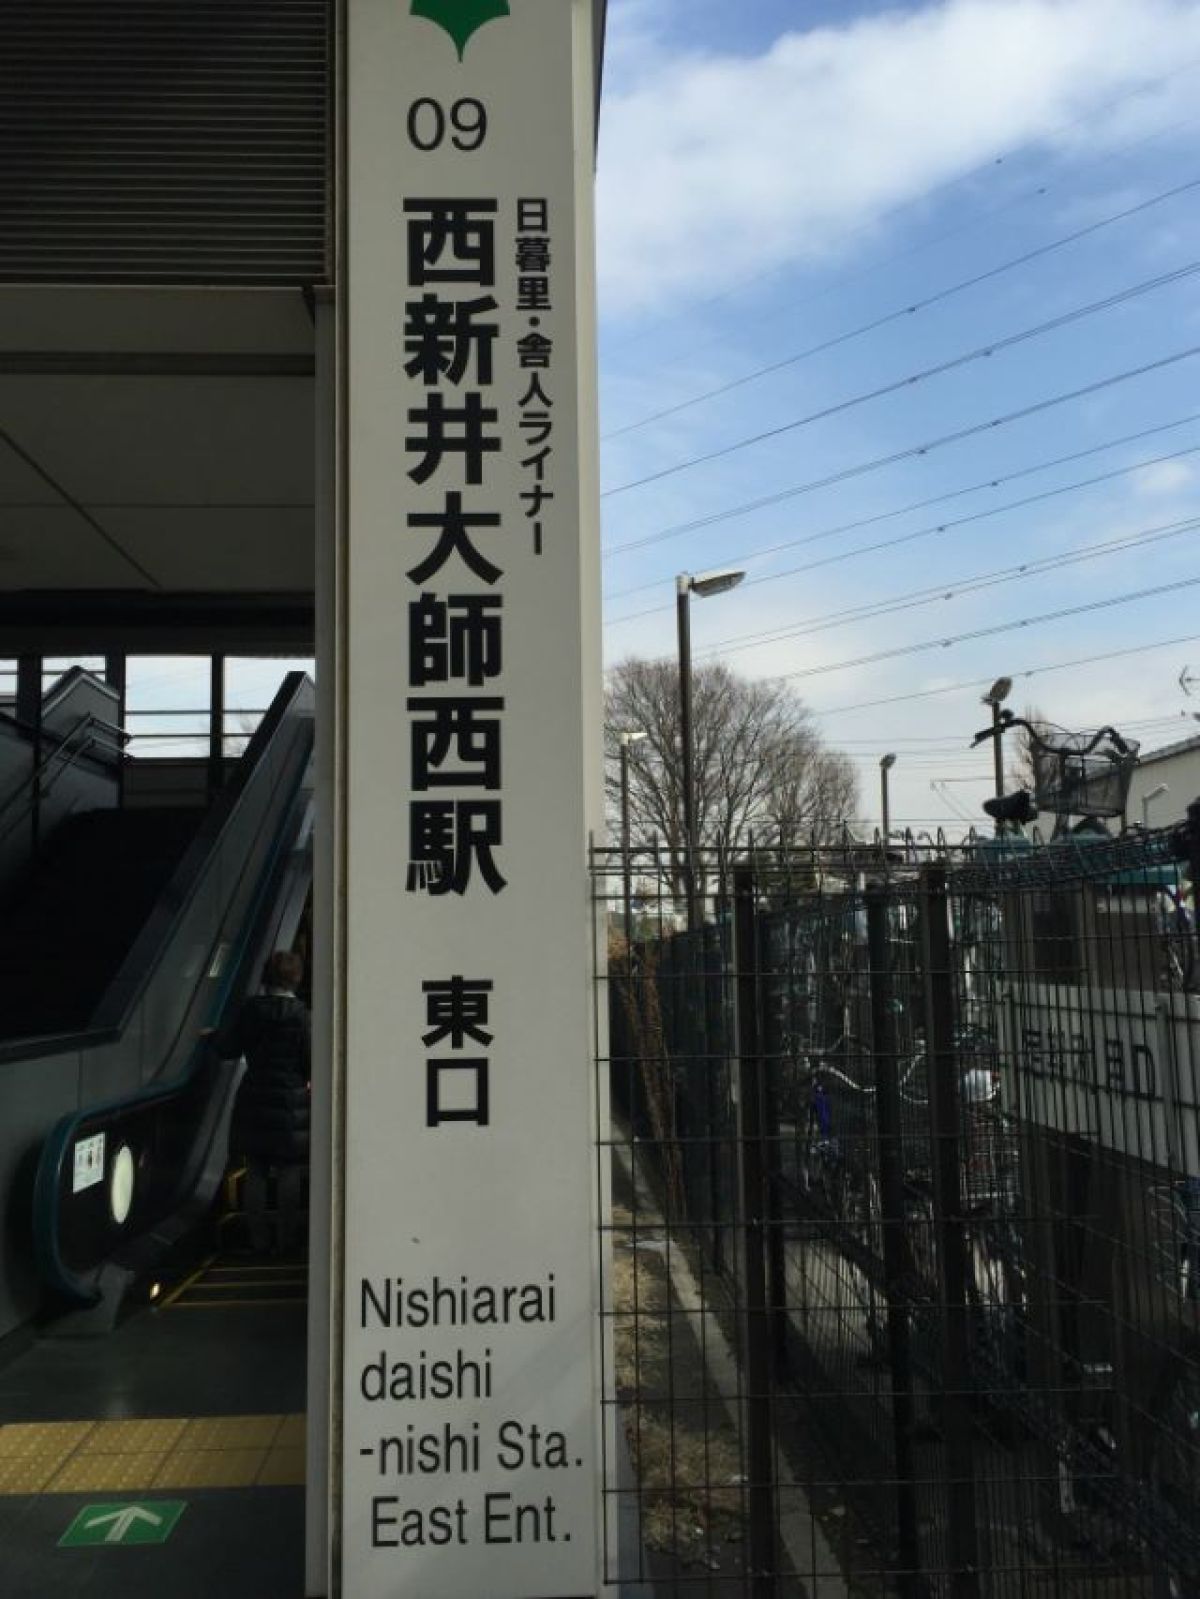 09
日暮里・舎人ライナー
西新井大師西駅
東口
Nishiarai
daishi
-nishi Sta.
East Ent.